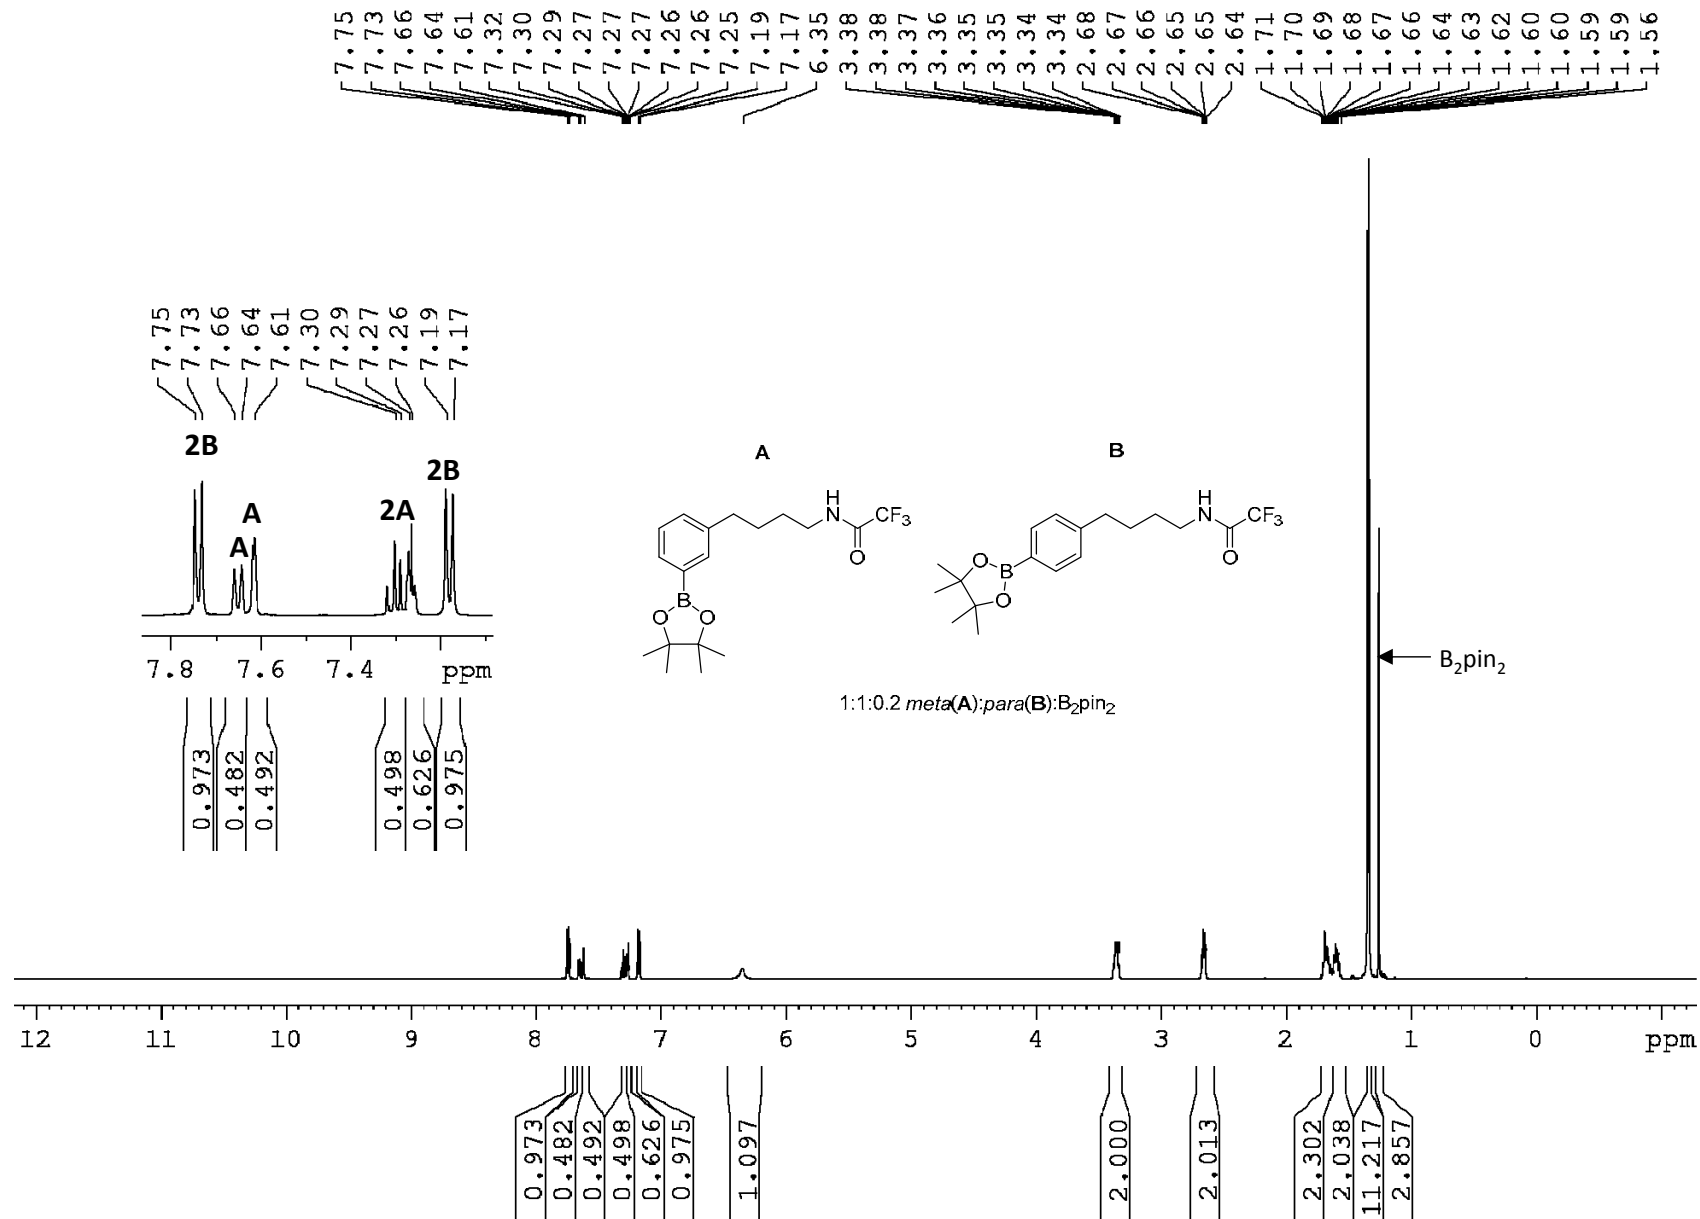 7.75 7.73 7.66 7.64 7.61 7.32 7.30 7.29 7.27 7.27 7.27 7.26 7.26 7.25 7.19 7.17 6.35 3.38 3.38 3.37 3.36 3.35 3.35 3.34 3.34 2.68 2.67 2.66 2.65 2.65 2.64 1.71 1.70 1.69 1.68 1.67 1.66 1.64 1.63 1.62 1.60 1.60 1.59 1.59 1.56
7.75 7.73 7.66 7.64 7.61 7.30 7.29 7.27 7.26 7.19 7.17
2B
A
A
2A
2B
7.8 7.6 7.4 ppm
0.973 0.482 0.492 0.498 0.626 0.975
A
H
N
CF3
O
B
O
O
B
H
N
CF3
O
O
B
O
1:1:0.2 meta(A):para(B):B2pin2
B2pin2
12 11 10 9 8 7 6 5 4 3 2 1 0 ppm
0.973 0.482 0.492 0.498 0.626 0.975 1.097 2.000 2.013 2.302 2.038 11.217 2.857